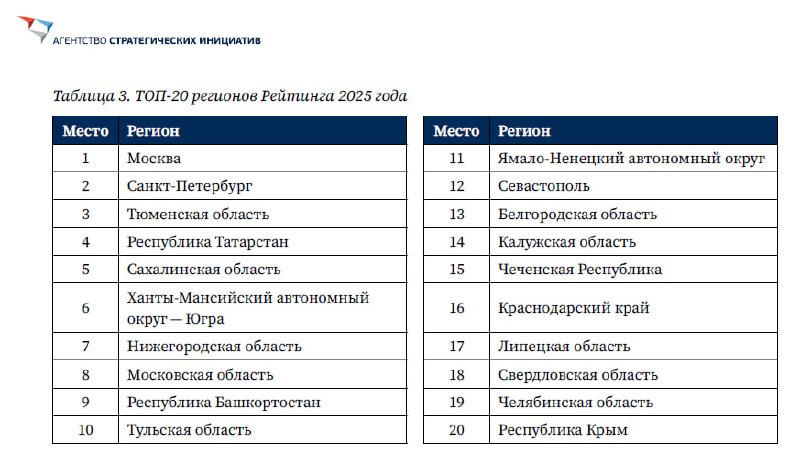 АГЕНТСТВО СТРАТЕГИЧЕСКИХ ИНИЦИАТИВ
Таблица 3. ТОП-20 регионов Рейтинга 2025 года
Место Регион
1 Москва
2 Санкт-Петербург
3 Тюменская область
4 Республика Татарстан
5 Сахалинская область
6 Ханты-Мансийский автономный
округ — Югра
7 Нижегородская область
8 Московская область
9 Республика Башкортостан
10 Тульская область
Место Регион
11 Ямало-Ненецкий автономный округ
12 Севастополь
13 Белгородская область
14 Калужская область
15 Чеченская Республика
16 Краснодарский край
17 Липецкая область
18 Свердловская область
19 Челябинская область
20 Республика Крым